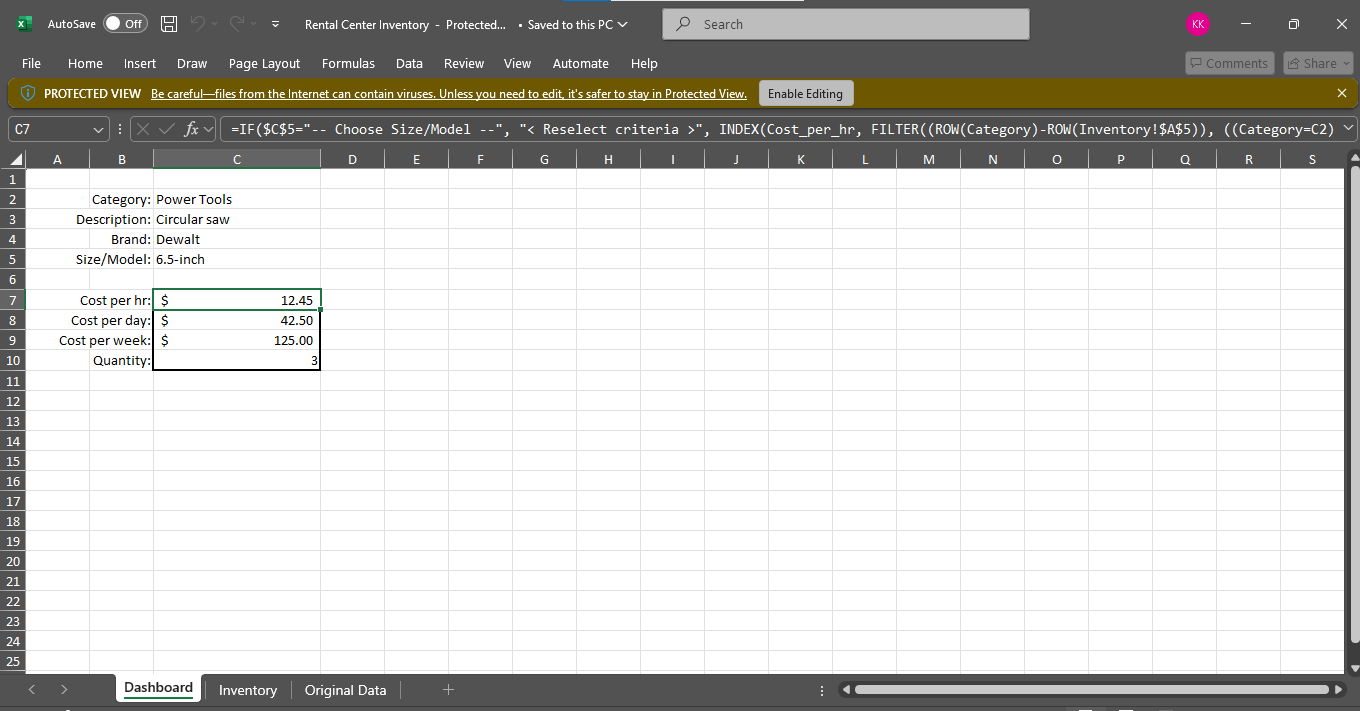 AutoSave Off Rental Center Inventory - Protected... • Saved to this PC Search KK
File Home Insert Draw Page Layout Formulas Data Review View Automate Help Comments Share
PROTECTED VIEW Be careful—files from the Internet can contain viruses. Unless you need to edit, it's safer to stay in Protected View. Enable Editing
C7 fx =IF($C$5="-- Choose Size/Model --", "< Reselect criteria >", INDEX(Cost_per_hr, FILTER((ROW(Category)-ROW(Inventory!$A$5)), ((Category=C2)
A B C D E F G H I J K L M N O P Q R S
1
2 Category: Power Tools
3 Description: Circular saw
4 Brand: Dewalt
5 Size/Model: 6.5-inch
6
7 Cost per hr: $ 12.45
8 Cost per day: $ 42.50
9 Cost per week: $ 125.00
10 Quantity: 3
11
12
13
14
15
16
17
18
19
20
21
22
23
24
25
Dashboard Inventory Original Data